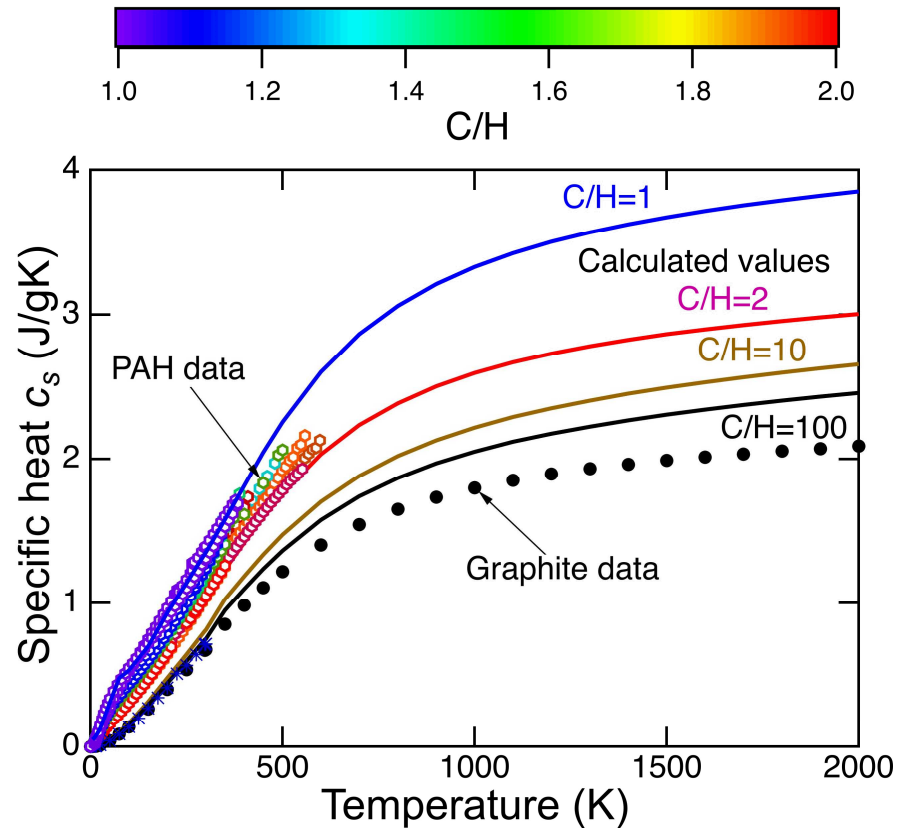 1.0 1.2 1.4 1.6 1.8 2.0
C/H
4
C/H=1
Calculated values
C/H=2
3
C/H=10
PAH data
C/H=100
2
Graphite data
1
0
Specific heat cs (J/gK)
0 500 1000 1500 2000
Temperature (K)